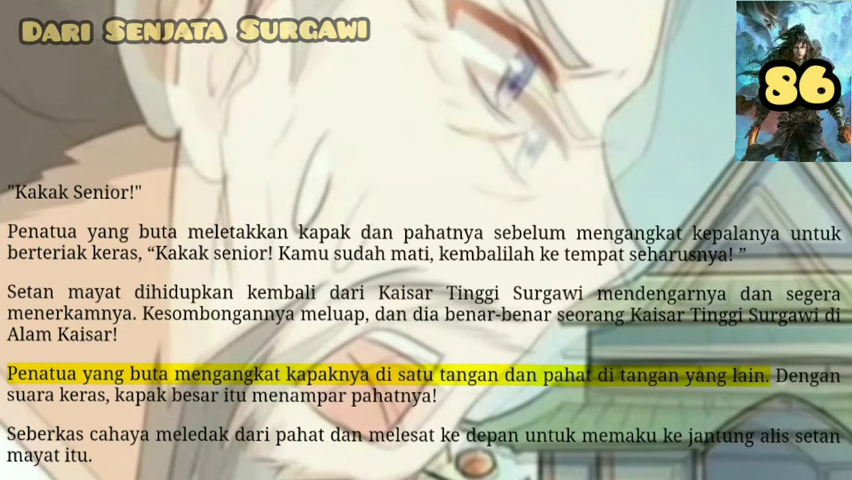 Dari Senjata Surgawi
86
"Kakak Senior!"
Penatua yang buta meletakkan kapak dan pahatnya sebelum mengangkat kepalanya untuk
berteriak keras, “Kakak senior! Kamu sudah mati, kembalilah ke tempat seharusnya! ”
Setan mayat dihidupkan kembali dari Kaisar Tinggi Surgawi mendengarnya dan segera
menerkamnya. Kesombongannya meluap, dan dia benar-benar seorang Kaisar Tinggi Surgawi di
Alam Kaisar!
Penatua yang buta mengangkat kapaknya di satu tangan dan pahat di tangan yang lain. Dengan
suara keras, kapak besar itu menampar pahatnya!
Seberkas cahaya meledak dari pahat dan melesat ke depan untuk memaku ke jantung alis setan
mayat itu.